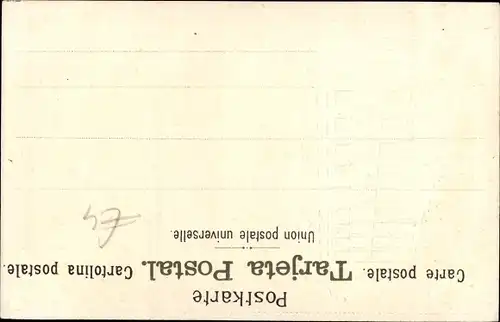 Postkarte
Carte postale. Tarjeta Postal. Cartolina postale.
Union postale universelle.